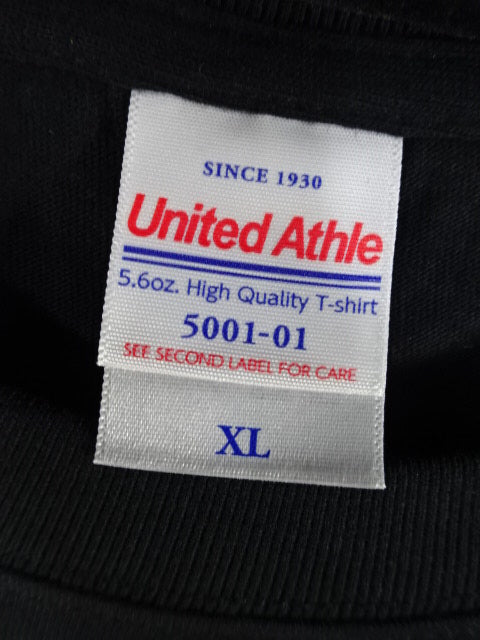 SINCE 1930
United Athle
5.6oz. High Quality T-shirt
5001-01
SEE SECOND LABEL FOR CARE
XL